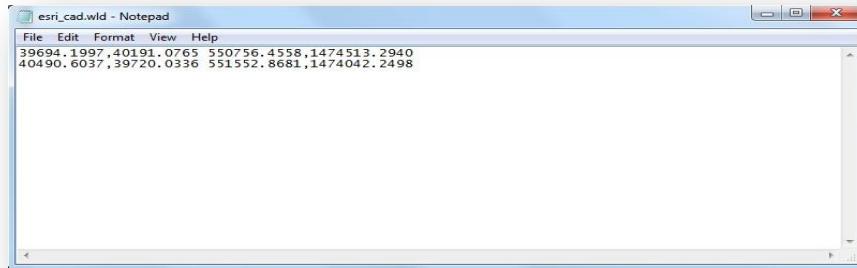 esri_cad.wld - Notepad
File Edit Format View Help
39694.1997,40191.0765 550756.4558,1474513.2940
40490.6037,39720.0336 551552.8681,1474042.2498